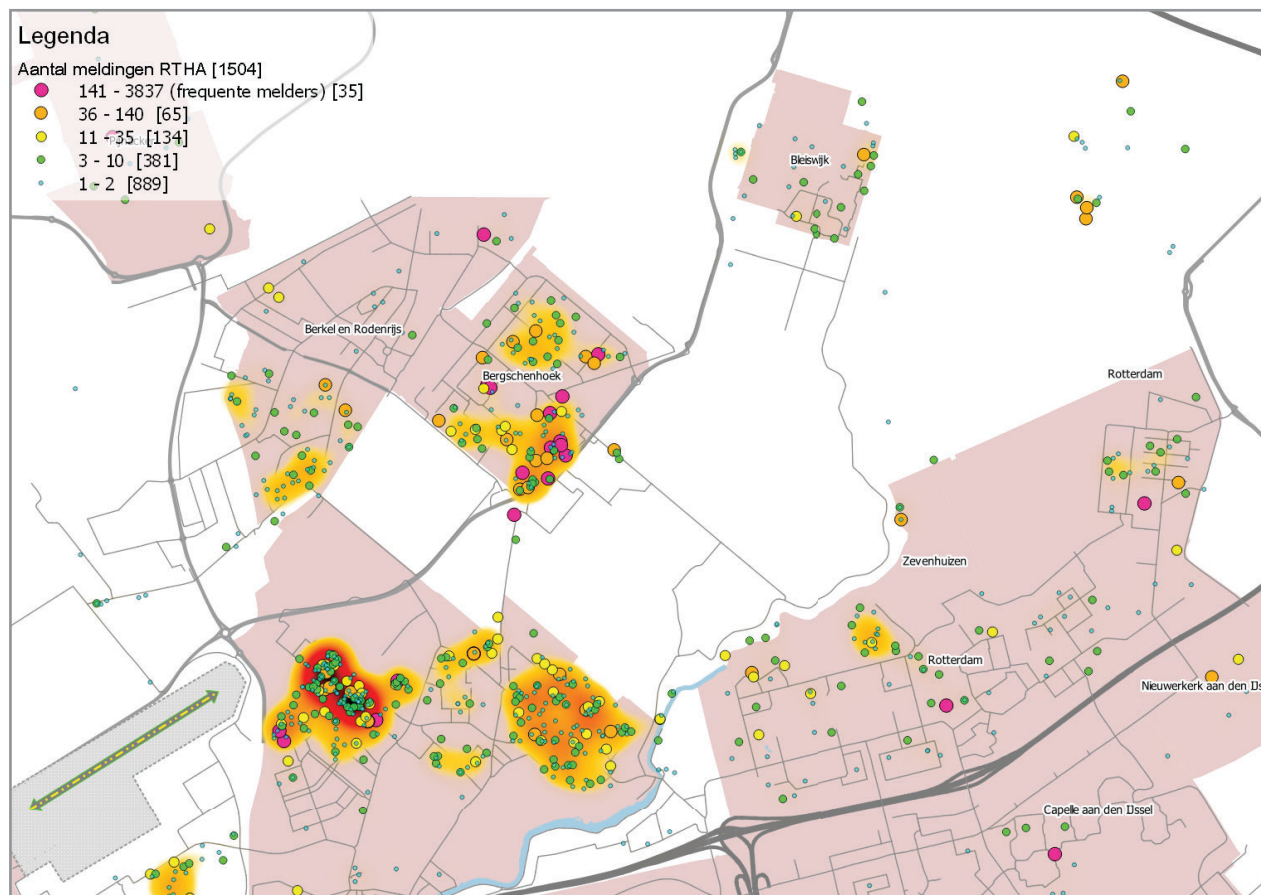 Legenda
Aantal meldingen RTHA [1504]
141 - 3837 (frequente melders) [35]
36 - 140 [65]
11 - 35 [134]
3 - 10 [381]
1 - 2 [889]
Pijnacker
Bleiswijk
Berkel en Rodenrijs
Bergschenhoek
Rotterdam
Zevenhuizen
Rotterdam
Nieuwerkerk aan den IJs
Capelle aan den IJssel